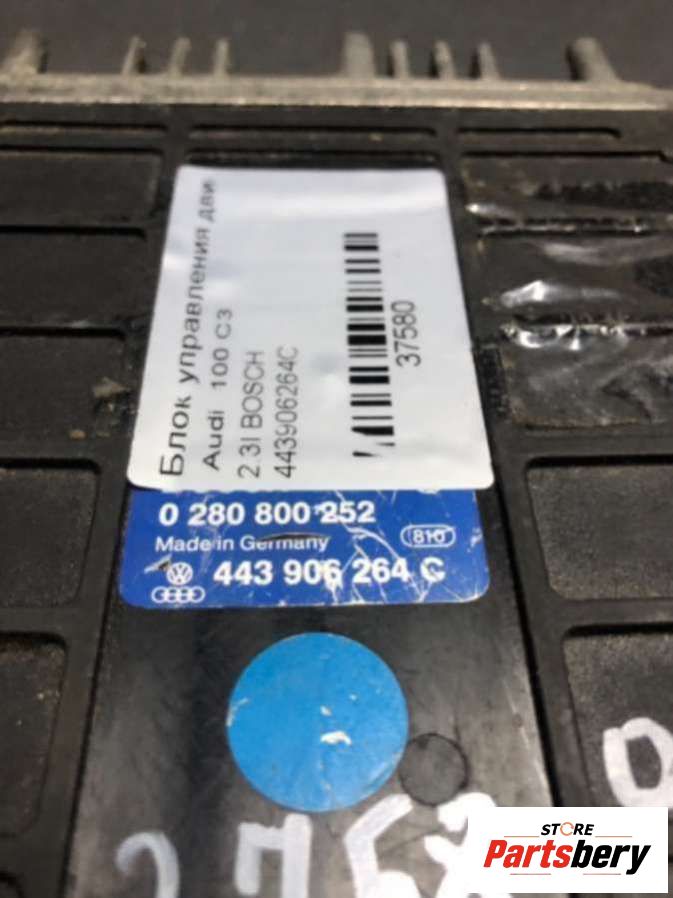 Блок управления дви
Audi 100 C3
2.3I BOSCH
443906264C
37580
0 280 800 252
Made in Germany
810
443 906 264 C
STORE
Partsbery